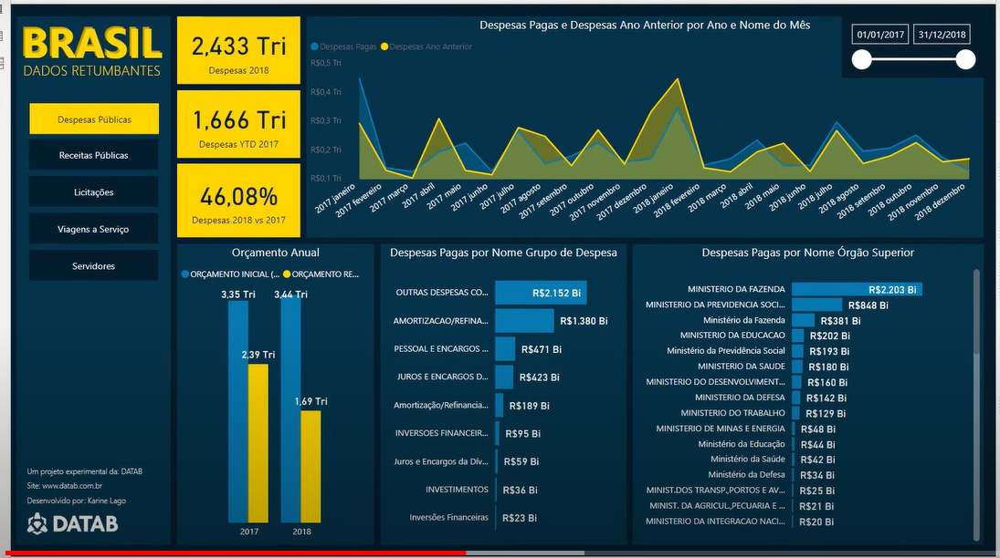 BRASIL
DADOS RETUMBANTES
Despesas Públicas
Receitas Públicas
Licitações
Viagens a Serviço
Servidores
Um projeto experimental da: DATAB
Site: www.datab.com.br
Desenvolvido por: Karine Lago
DATAB
2,433 Tri
Despesas 2018
1,666 Tri
Despesas YTD 2017
46,08%
Despesas 2018 vs 2017
Despesas Pagas e Despesas Ano Anterior por Ano e Nome do Mês
Despesas Pagas Despesas Ano Anterior
R$0,5 Tri
R$0,4 Tri
R$0,3 Tri
R$0,2 Tri
R$0,1 Tri
2017 janeiro
2017 fevereiro
2017 março
2017 abril
2017 maio
2017 junho
2017 julho
2017 agosto
2017 setembro
2017 outubro
2017 novembro
2017 dezembro
2018 janeiro
2018 fevereiro
2018 março
2018 abril
2018 maio
2018 junho
2018 julho
2018 agosto
2018 setembro
2018 outubro
2018 novembro
2018 dezembro
01/01/2017 31/12/2018
Orçamento Anual
ORÇAMENTO INICIAL (... ORÇAMENTO RE...
3,35 Tri 3,44 Tri
2,39 Tri
1,69 Tri
2017 2018
Despesas Pagas por Nome Grupo de Despesa
OUTRAS DESPESAS CO... R$2.152 Bi
AMORTIZACAO/REFINA... R$1.380 Bi
PESSOAL E ENCARGOS ... R$471 Bi
JUROS E ENCARGOS D... R$423 Bi
Amortização/Refinancia... R$189 Bi
INVERSOES FINANCEIR... R$95 Bi
Juros e Encargos da Dív... R$59 Bi
INVESTIMENTOS R$36 Bi
Inversões Financeiras R$23 Bi
Despesas Pagas por Nome Órgão Superior
MINISTERIO DA FAZENDA R$2.203 Bi
MINISTERIO DA PREVIDENCIA SOCI... R$848 Bi
Ministério da Fazenda R$381 Bi
MINISTERIO DA EDUCACAO R$202 Bi
Ministério da Previdência Social R$193 Bi
MINISTERIO DA SAUDE R$180 Bi
MINISTERIO DO DESENVOLVIMENT... R$160 Bi
MINISTERIO DA DEFESA R$142 Bi
MINISTERIO DO TRABALHO R$129 Bi
MINISTERIO DE MINAS E ENERGIA R$48 Bi
Ministério da Educação R$44 Bi
Ministério da Saúde R$42 Bi
Ministério da Defesa R$34 Bi
MINIST.DOS TRANSP.,PORTOS E AV... R$25 Bi
MINIST. DA AGRICUL.,PECUARIA E ... R$21 Bi
MINISTERIO DA INTEGRACAO NACI... R$20 Bi